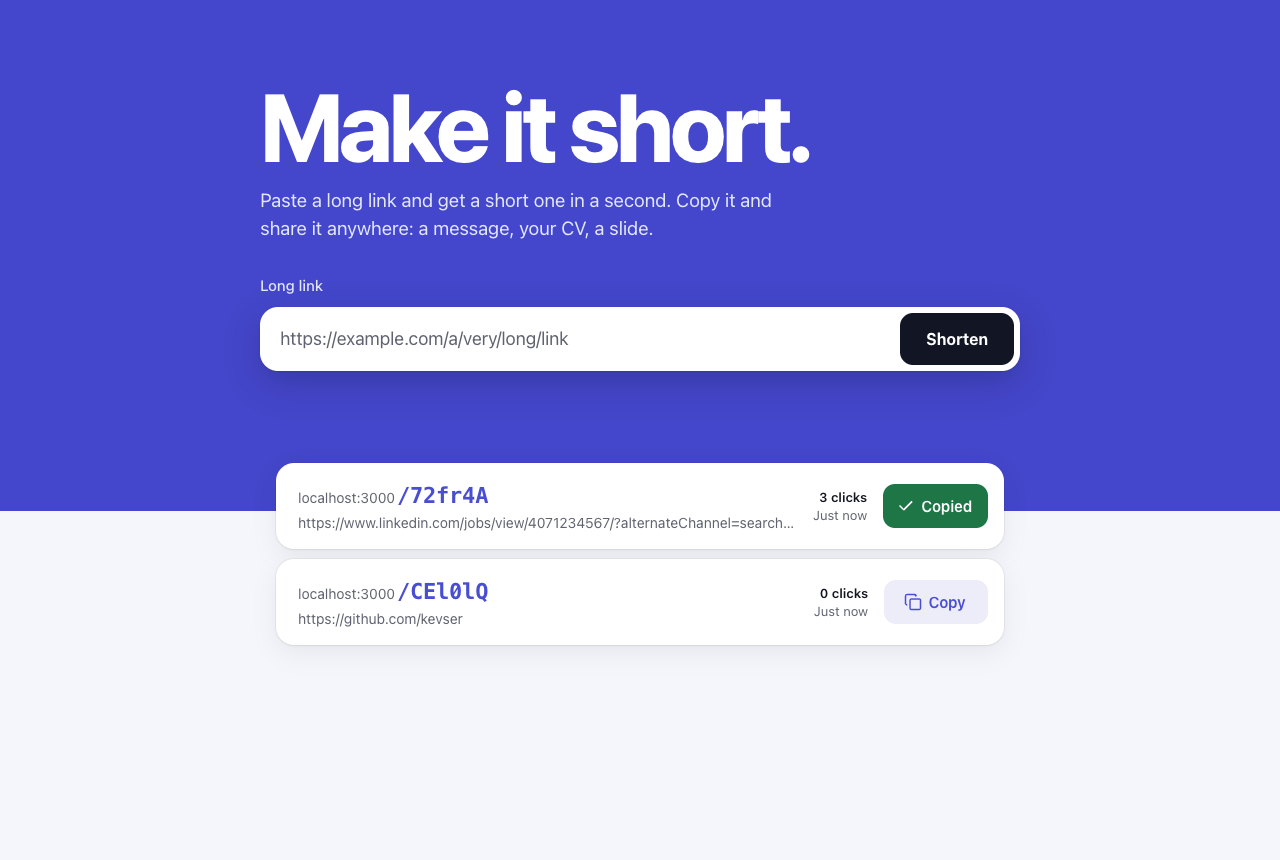 Make it short.
Paste a long link and get a short one in a second. Copy it and
share it anywhere: a message, your CV, a slide.
Long link
https://example.com/a/very/long/link
Shorten
localhost:3000/72fr4A
https://www.linkedin.com/jobs/view/4071234567/?alternateChannel=search...
3 clicks
Just now
Copied
localhost:3000/CEl0lQ
https://github.com/kevser
0 clicks
Just now
Copy